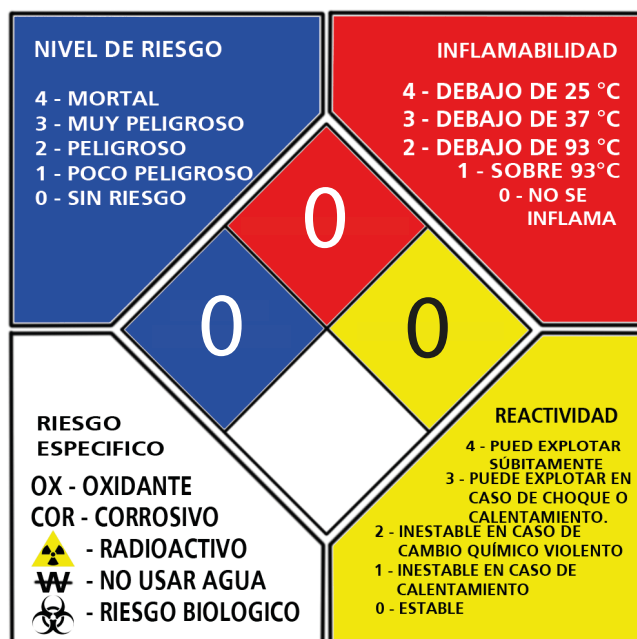 NIVEL DE RIESGO
4 - MORTAL
3 - MUY PELIGROSO
2 - PELIGROSO
1 - POCO PELIGROSO
0 - SIN RIESGO
INFLAMABILIDAD
4 - DEBAJO DE 25 °C
3 - DEBAJO DE 37 °C
2 - DEBAJO DE 93 °C
1 - SOBRE 93°C
0 - NO SE
INFLAMA
0
0
0
RIESGO
ESPECIFICO
OX - OXIDANTE
COR - CORROSIVO
- RADIOACTIVO
W - NO USAR AGUA
- RIESGO BIOLOGICO
REACTIVIDAD
4 - PUED EXPLOTAR
SÚBITAMENTE
3 - PUEDE EXPLOTAR EN
CASO DE CHOQUE O
CALENTAMIENTO.
2 - INESTABLE EN CASO DE
CAMBIO QUÍMICO VIOLENTO
1 - INESTABLE EN CASO DE
CALENTAMIENTO
0 - ESTABLE